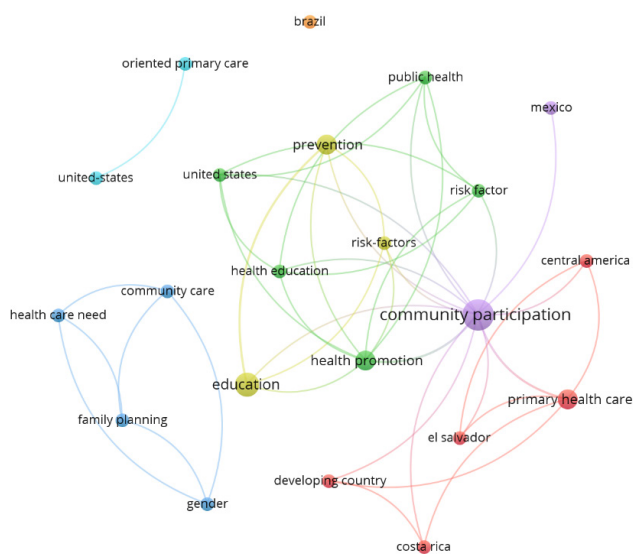 brazil
oriented primary care
public health
mexico
prevention
united states
united-states
risk factor
risk-factors
central america
health education
community care
health care need
community participation
health promotion
education
primary health care
family planning
el salvador
developing country
gender
costa rica